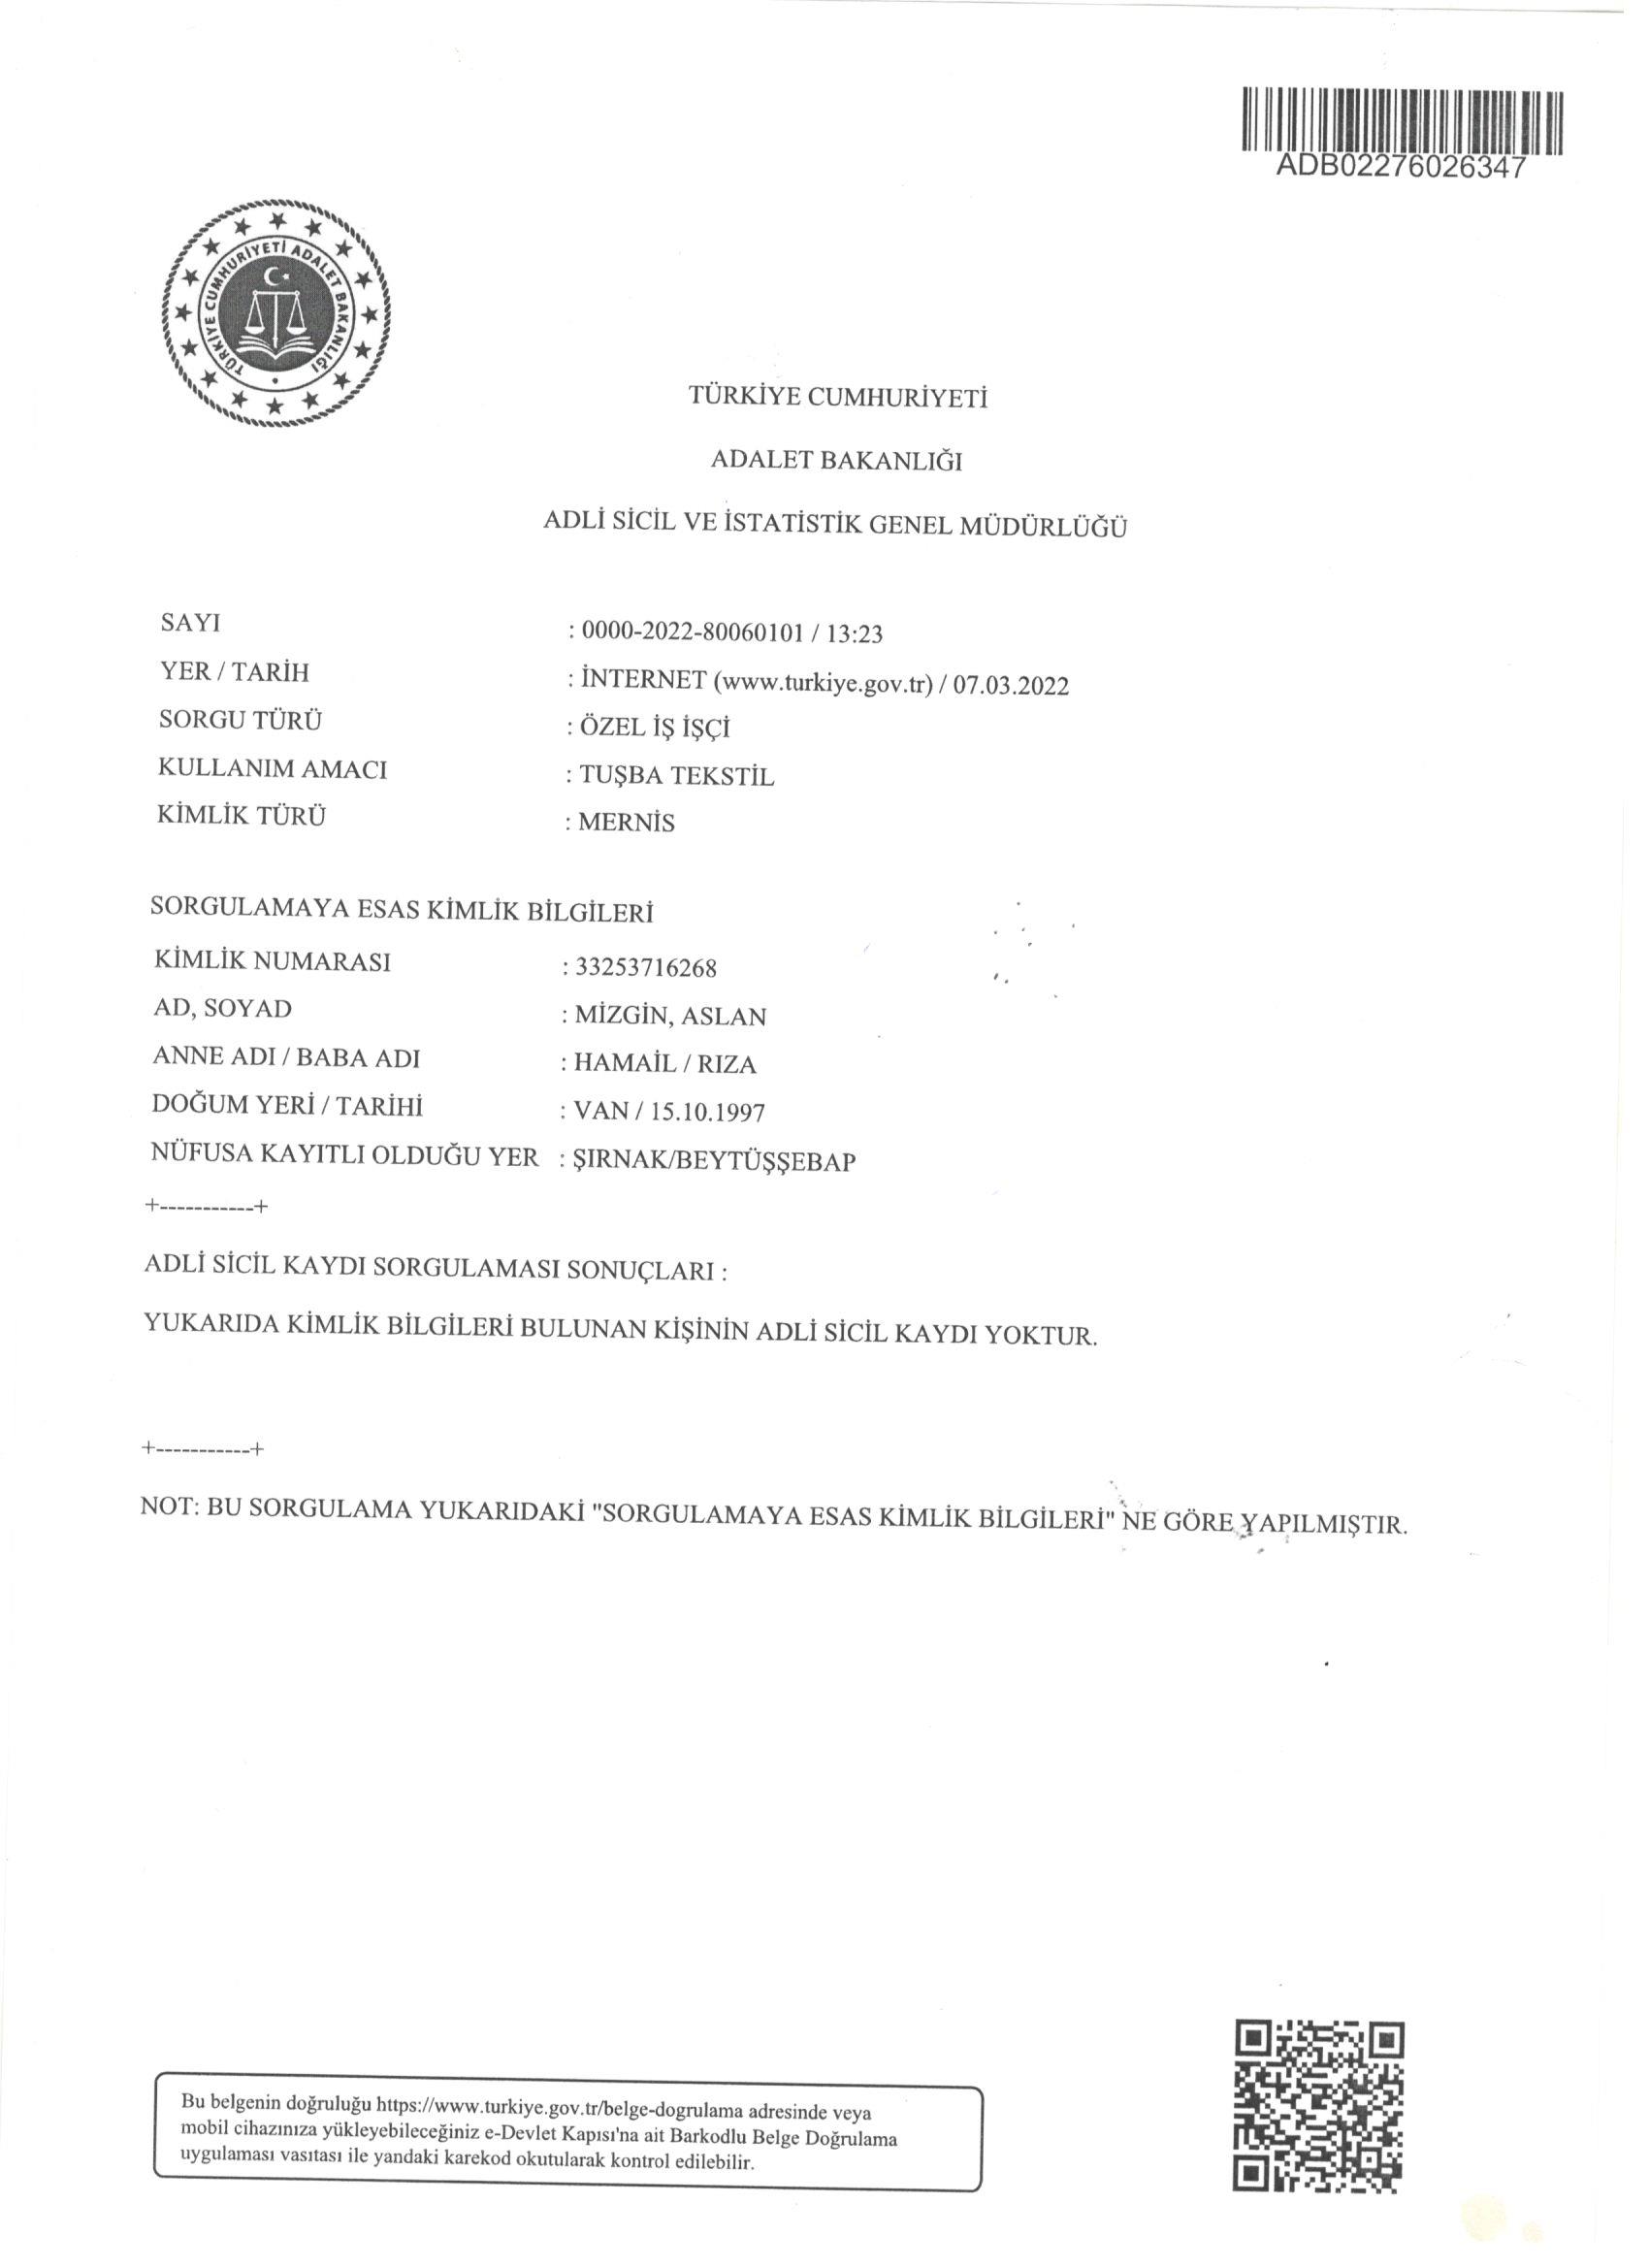 ADB02276026347
TÜRKİYE CUMHURİYETİ ADALET BAKANLIĞI
TÜRKİYE CUMHURİYETİ
ADALET BAKANLIĞI
ADLİ SİCİL VE İSTATİSTİK GENEL MÜDÜRLÜĞÜ
SAYI : 0000-2022-80060101 / 13:23
YER / TARİH : İNTERNET (www.turkiye.gov.tr) / 07.03.2022
SORGU TÜRÜ : ÖZEL İŞ İŞÇİ
KULLANIM AMACI : TUŞBA TEKSTİL
KİMLİK TÜRÜ : MERNİS
SORGULAMAYA ESAS KİMLİK BİLGİLERİ
KİMLİK NUMARASI : 33253716268
AD, SOYAD : MİZGİN, ASLAN
ANNE ADI / BABA ADI : HAMAİL / RIZA
DOĞUM YERİ / TARİHİ : VAN / 15.10.1997
NÜFUSA KAYITLI OLDUĞU YER : ŞIRNAK/BEYTÜŞŞEBAP
+-----------+
ADLİ SİCİL KAYDI SORGULAMASI SONUÇLARI :
YUKARIDA KİMLİK BİLGİLERİ BULUNAN KİŞİNİN ADLİ SİCİL KAYDI YOKTUR.
+-----------+
NOT: BU SORGULAMA YUKARIDAKİ "SORGULAMAYA ESAS KİMLİK BİLGİLERİ" NE GÖRE YAPILMIŞTIR.
Bu belgenin doğruluğu https://www.turkiye.gov.tr/belge-dogrulama adresinde veya
mobil cihazınıza yükleyebileceğiniz e-Devlet Kapısı'na ait Barkodlu Belge Doğrulama
uygulaması vasıtası ile yandaki karekod okutularak kontrol edilebilir.